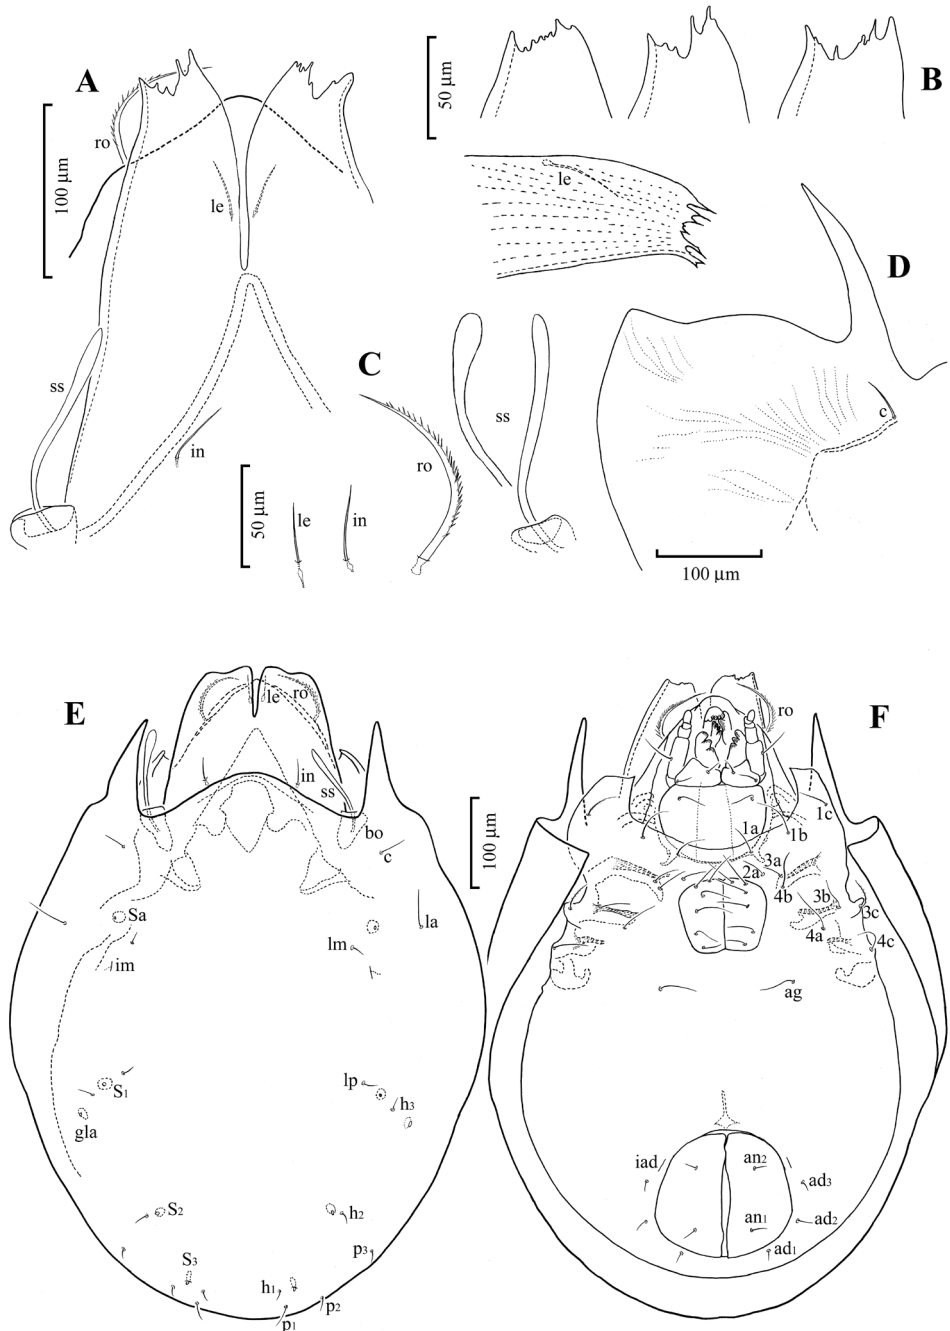 A
B
50 µm
ro
100 µm
le
le
D
ss
C
ss
c
in
ro
50 µm
le
in
100 µm
E
le
ro
ro
F
in
ss
1c
100 µm
bo
1a
1b
c
3a
2a
4b
3b
3c
Sa
la
4a
4c
lm
im
ag
lp
S1
h3
gla
iad
an2
ad3
S2
h2
an1
ad2
p3
ad1
S3
h1
p2
p1